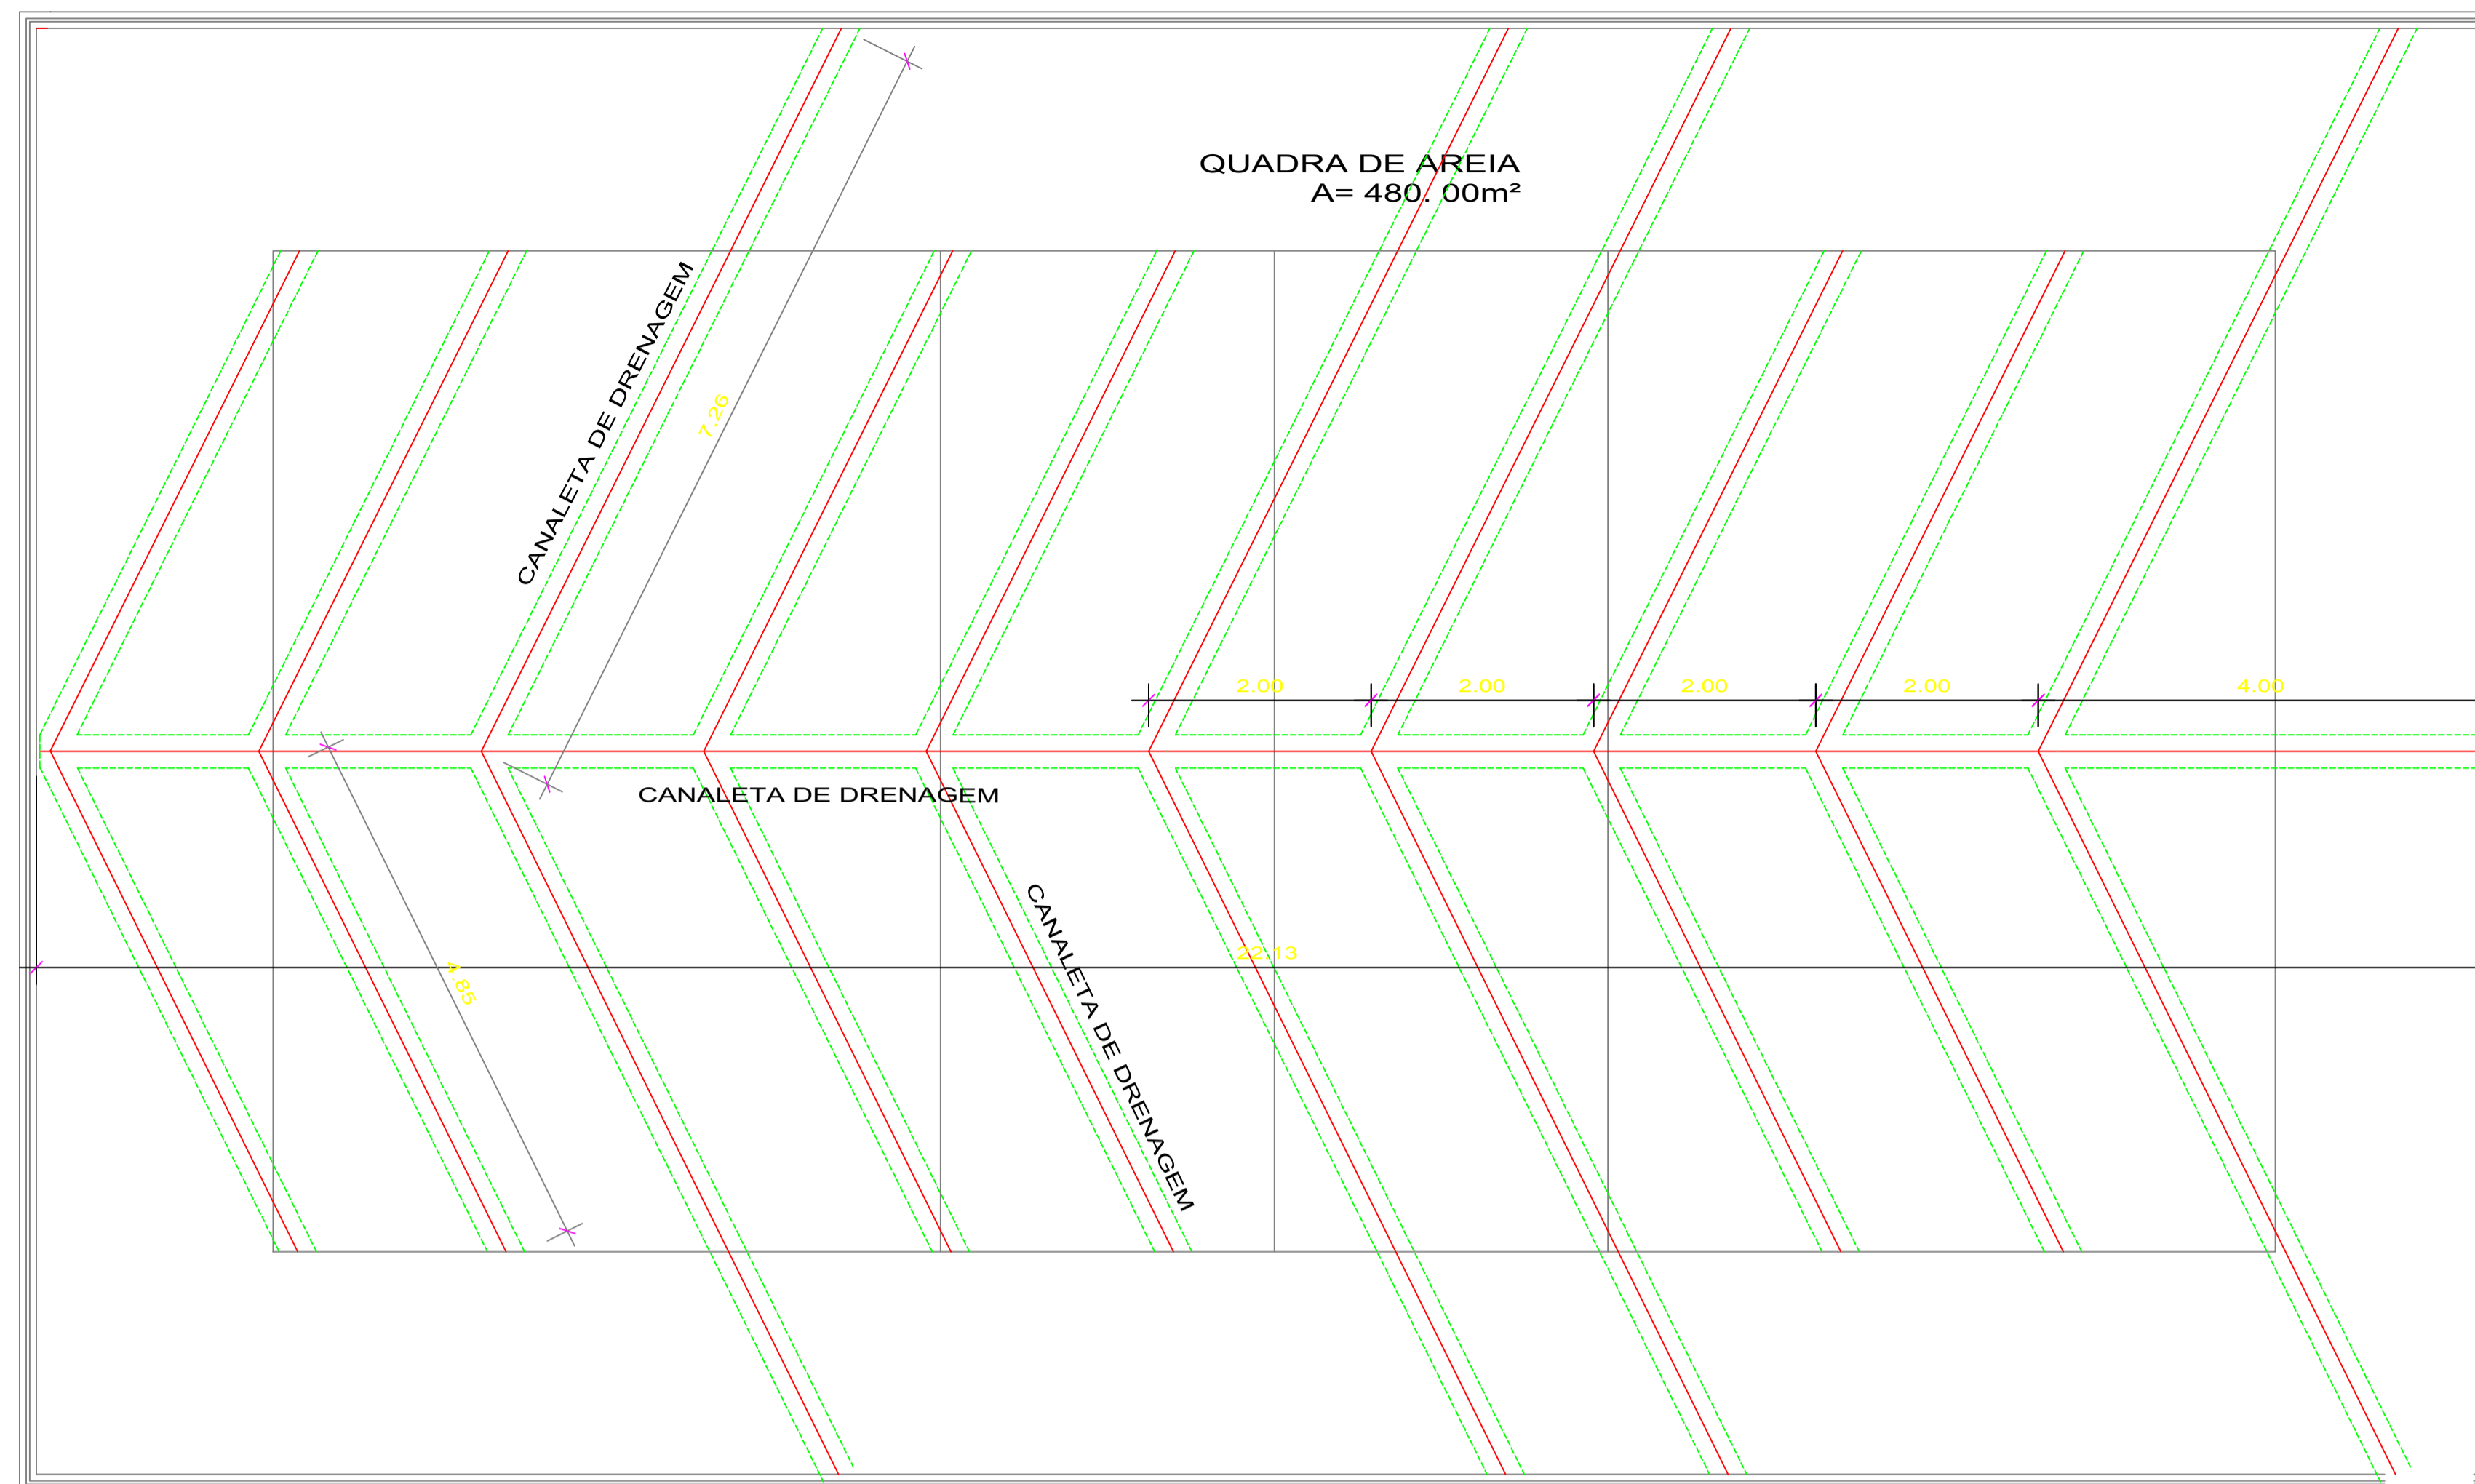 QUADRA DE AREIA
A= 480. 00m²
CANALETA DE DRENAGEM
7.26
2.00
2.00
2.00
2.00
4.00
CANALETA DE DRENAGEM
CANALETA DE DRENAGEM
22.13
4.85